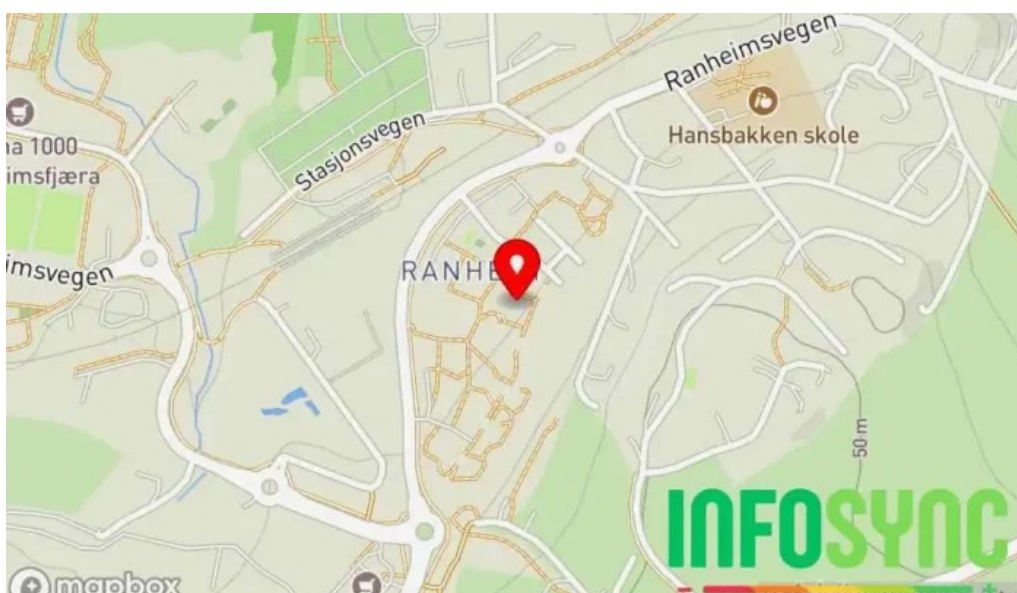 Ranheimsvegen
Hansbakken skole
Stasjonsvegen
a 1000
imsfjæra
imsvegen
RANHE
50 m
INFOSYNC
mapbox